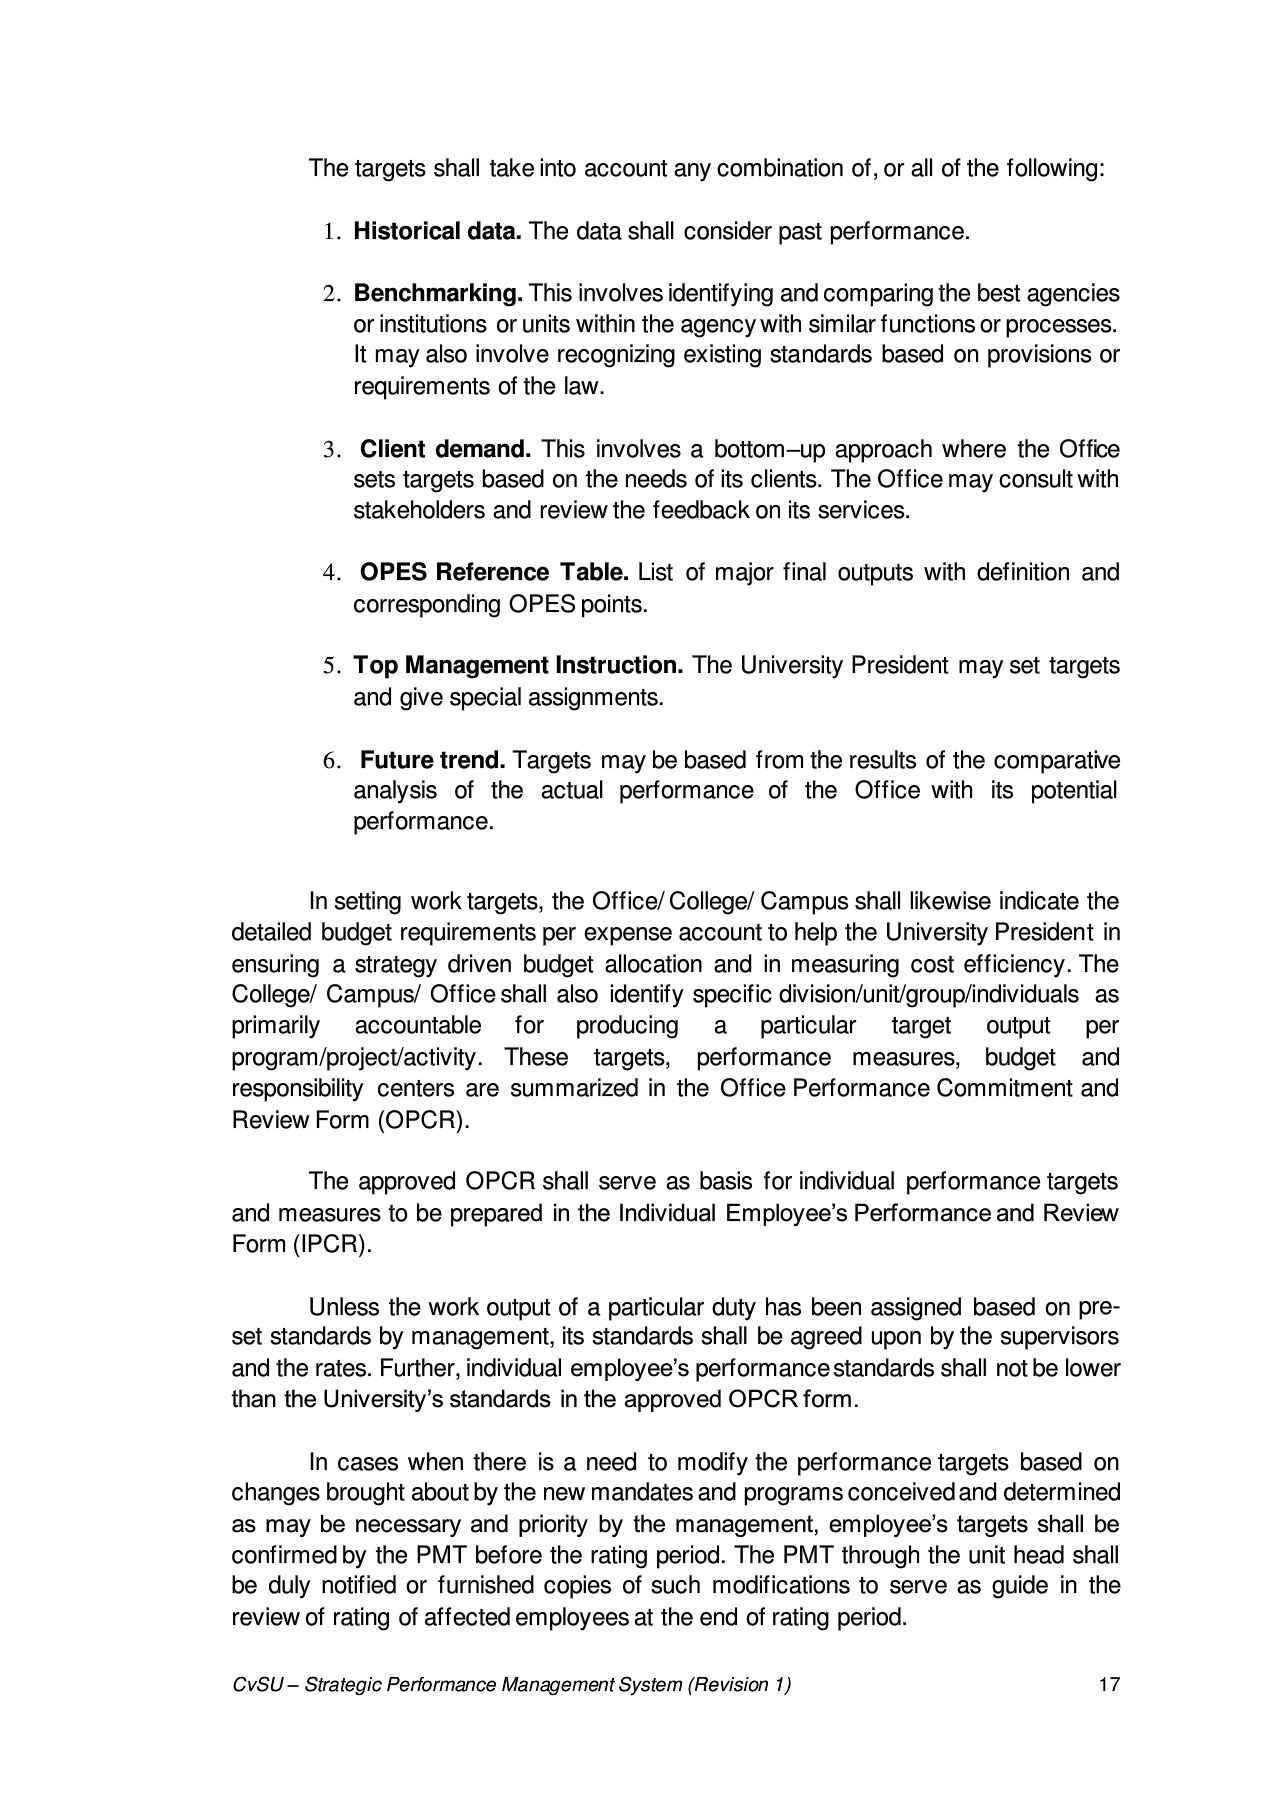 The targets shall take into account any combination of, or all of the following:
1. Historical data. The data shall consider past performance.
2. Benchmarking. This involves identifying and comparing the best agencies
or institutions or units within the agency with similar functions or processes.
It may also involve recognizing existing standards based on provisions or
requirements of the law.
3. Client demand. This involves a bottom–up approach where the Office
sets targets based on the needs of its clients. The Office may consult with
stakeholders and review the feedback on its services.
4. OPES Reference Table. List of major final outputs with definition and
corresponding OPES points.
5. Top Management Instruction. The University President may set targets
and give special assignments.
6. Future trend. Targets may be based from the results of the comparative
analysis of the actual performance of the Office with its potential
performance.
In setting work targets, the Office/ College/ Campus shall likewise indicate the
detailed budget requirements per expense account to help the University President in
ensuring a strategy driven budget allocation and in measuring cost efficiency. The
College/ Campus/ Office shall also identify specific division/unit/group/individuals as
primarily accountable for producing a particular target output per
program/project/activity. These targets, performance measures, budget and
responsibility centers are summarized in the Office Performance Commitment and
Review Form (OPCR).
The approved OPCR shall serve as basis for individual performance targets
and measures to be prepared in the Individual Employee’s Performance and Review
Form (IPCR).
Unless the work output of a particular duty has been assigned based on pre-
set standards by management, its standards shall be agreed upon by the supervisors
and the rates. Further, individual employee’s performance standards shall not be lower
than the University’s standards in the approved OPCR form.
In cases when there is a need to modify the performance targets based on
changes brought about by the new mandates and programs conceived and determined
as may be necessary and priority by the management, employee’s targets shall be
confirmed by the PMT before the rating period. The PMT through the unit head shall
be duly notified or furnished copies of such modifications to serve as guide in the
review of rating of affected employees at the end of rating period.
CvSU – Strategic Performance Management System (Revision 1) 17